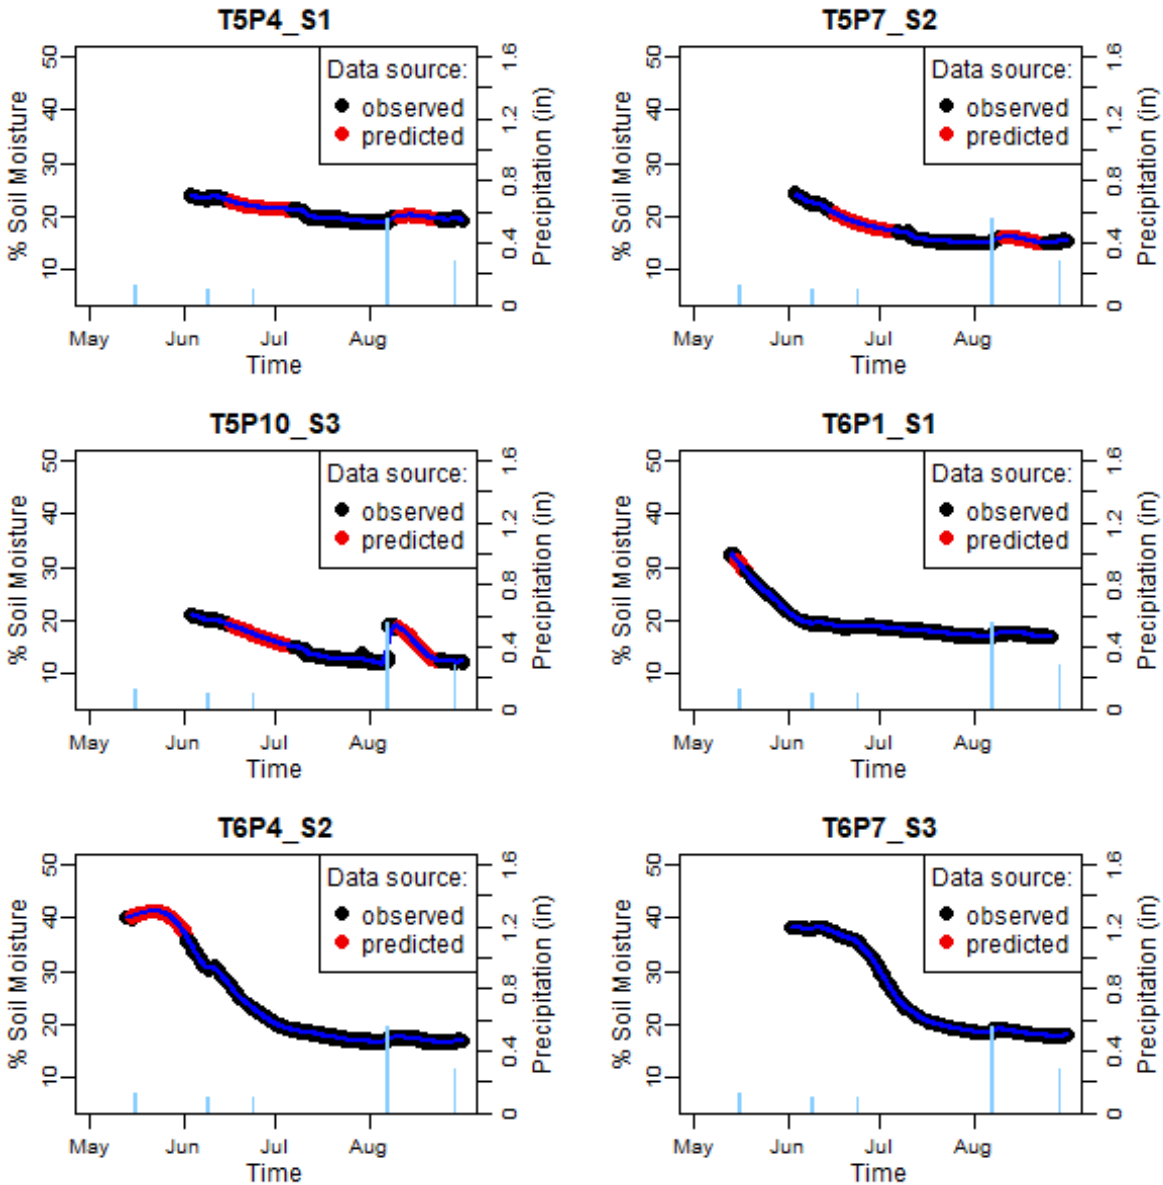 T5P4_S1
% Soil Moisture
50
40
30
20
10
Data source:
observed
predicted
1.6
1.2
0.8
0.4
0
Precipitation (in)
May Jun Jul Aug
Time
T5P7_S2
% Soil Moisture
50
40
30
20
10
Data source:
observed
predicted
1.6
1.2
0.8
0.4
0
Precipitation (in)
May Jun Jul Aug
Time
T5P10_S3
% Soil Moisture
50
40
30
20
10
Data source:
observed
predicted
1.6
1.2
0.8
0.4
0
Precipitation (in)
May Jun Jul Aug
Time
T6P1_S1
% Soil Moisture
50
40
30
20
10
Data source:
observed
predicted
1.6
1.2
0.8
0.4
0
Precipitation (in)
May Jun Jul Aug
Time
T6P4_S2
% Soil Moisture
50
40
30
20
10
Data source:
observed
predicted
1.6
1.2
0.8
0.4
0
Precipitation (in)
May Jun Jul Aug
Time
T6P7_S3
% Soil Moisture
50
40
30
20
10
Data source:
observed
predicted
1.6
1.2
0.8
0.4
0
Precipitation (in)
May Jun Jul Aug
Time